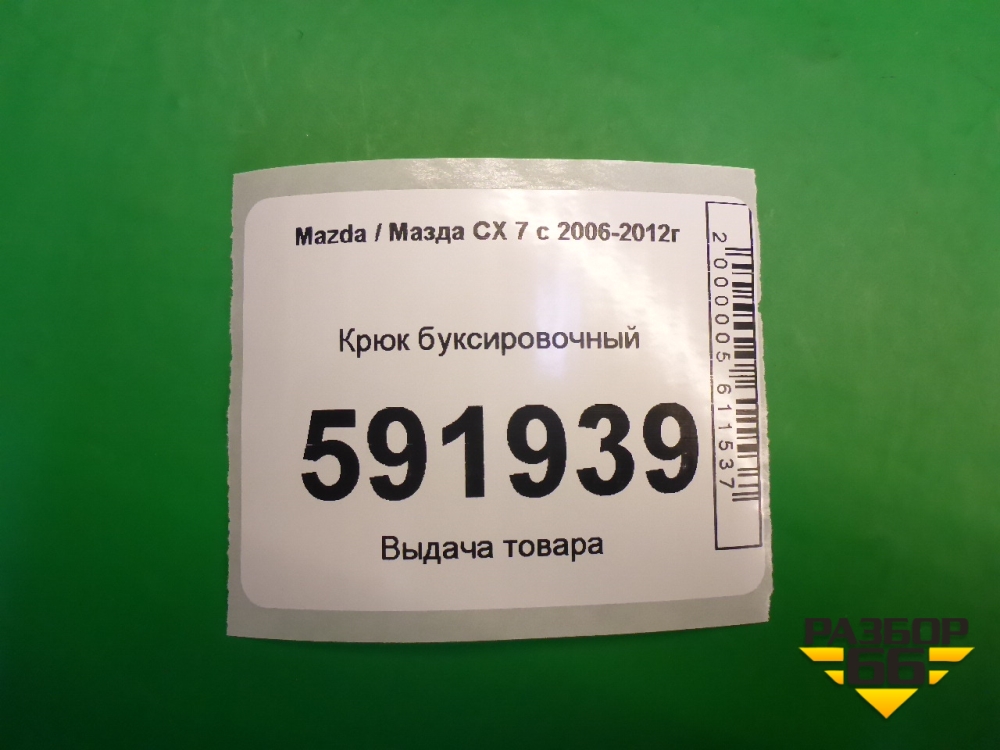 Mazda / Мазда CX 7 с 2006-2012г
Крюк буксировочный
591939
Выдача товара
2000005611537
РАЗБОР
66